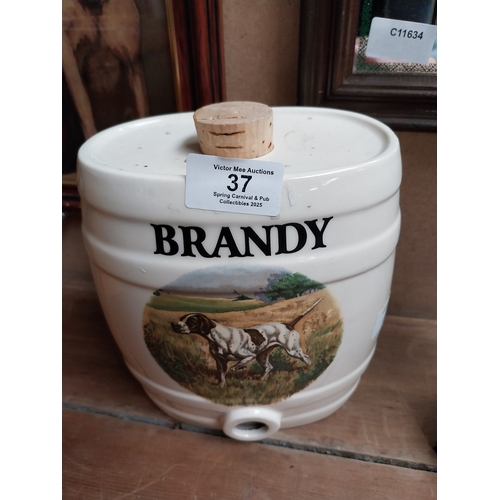 C11634
Victor Mee Auctions
37
Spring Carnival & Pub
Collectibles 2025
BRANDY